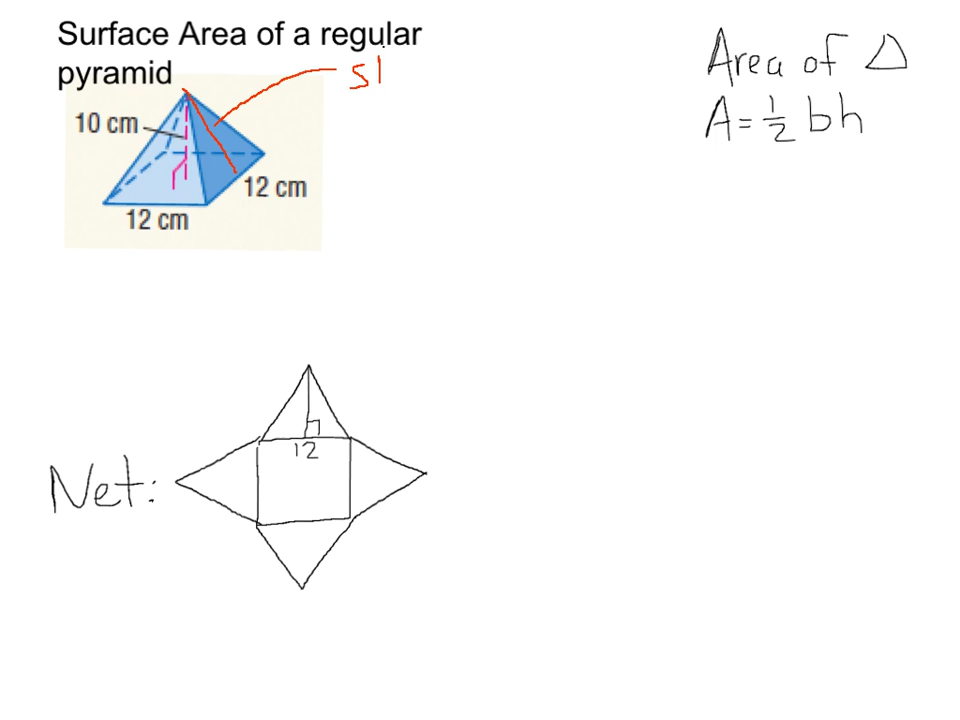 Surface Area of a regular
pyramid
sl
10 cm
12 cm
12 cm
Area of △
A = 1/2 bh
12
Net: